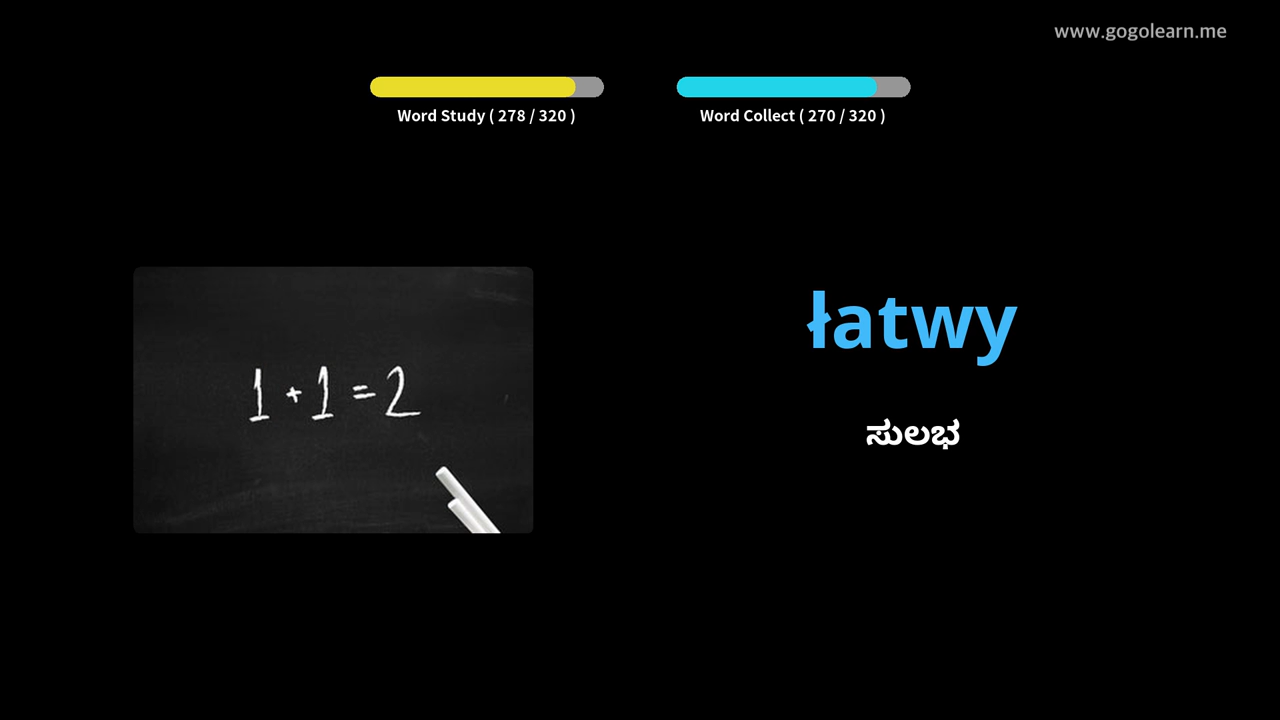 www.gogolearn.me
Word Study ( 278 / 320 )
Word Collect ( 270 / 320 )
1 + 1 = 2
łatwy
ಸುಲಭ